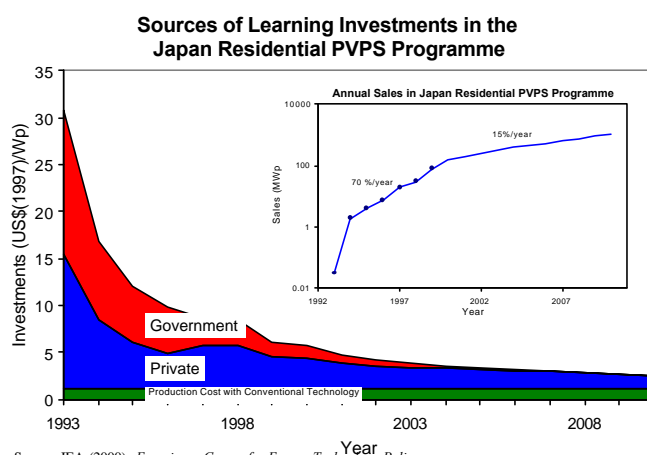 Sources of Learning Investments in the
Japan Residential PVPS Programme
35
30
25
20
15
10
5
0
Investments (US$(1997)/Wp)
Annual Sales in Japan Residential PVPS Programme
10000
100
1
0.01
Sales (MWp
15%/year
70 %/year
1992
1997
2002
2007
Year
Government
Private
Production Cost with Conventional Technology
1993
1998
2003
2008
Year
IEA (2000)